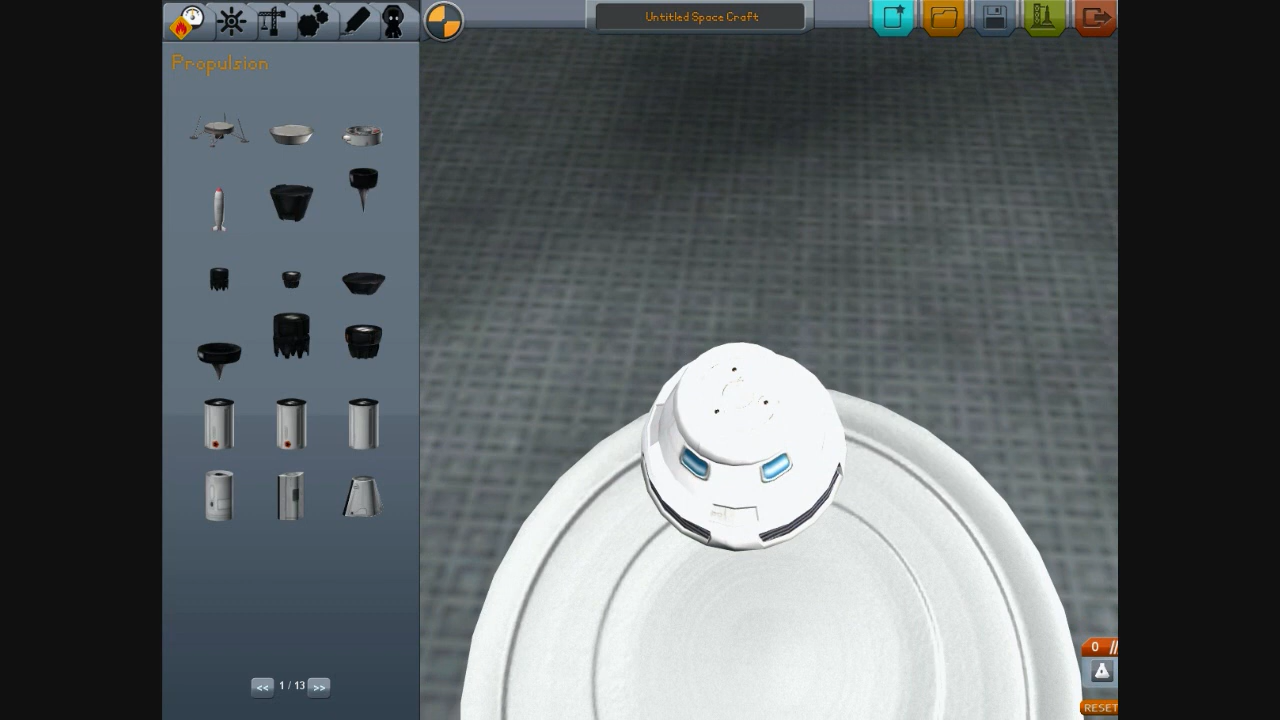 Untitled Space Craft
Propulsion
0
<< 1 / 13 >>
RESET